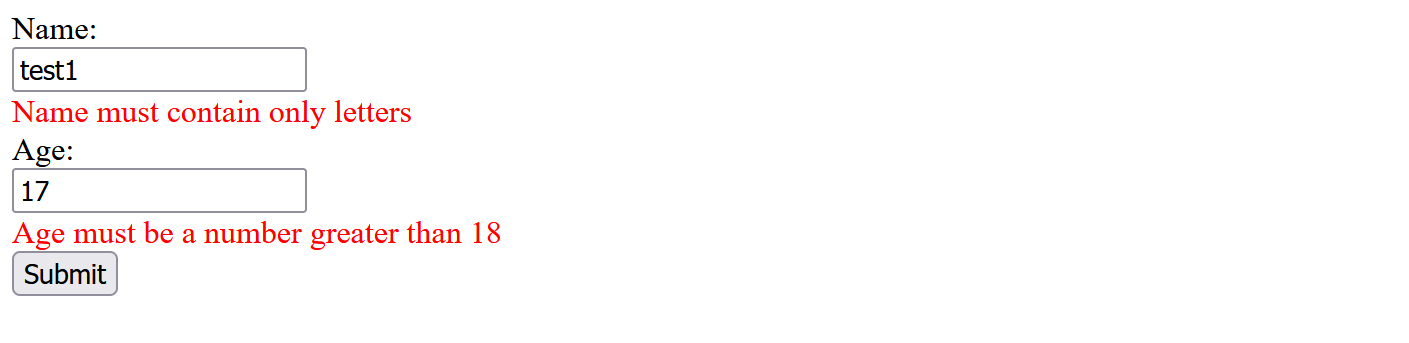 Name:
test1
Name must contain only letters
Age:
17
Age must be a number greater than 18
Submit